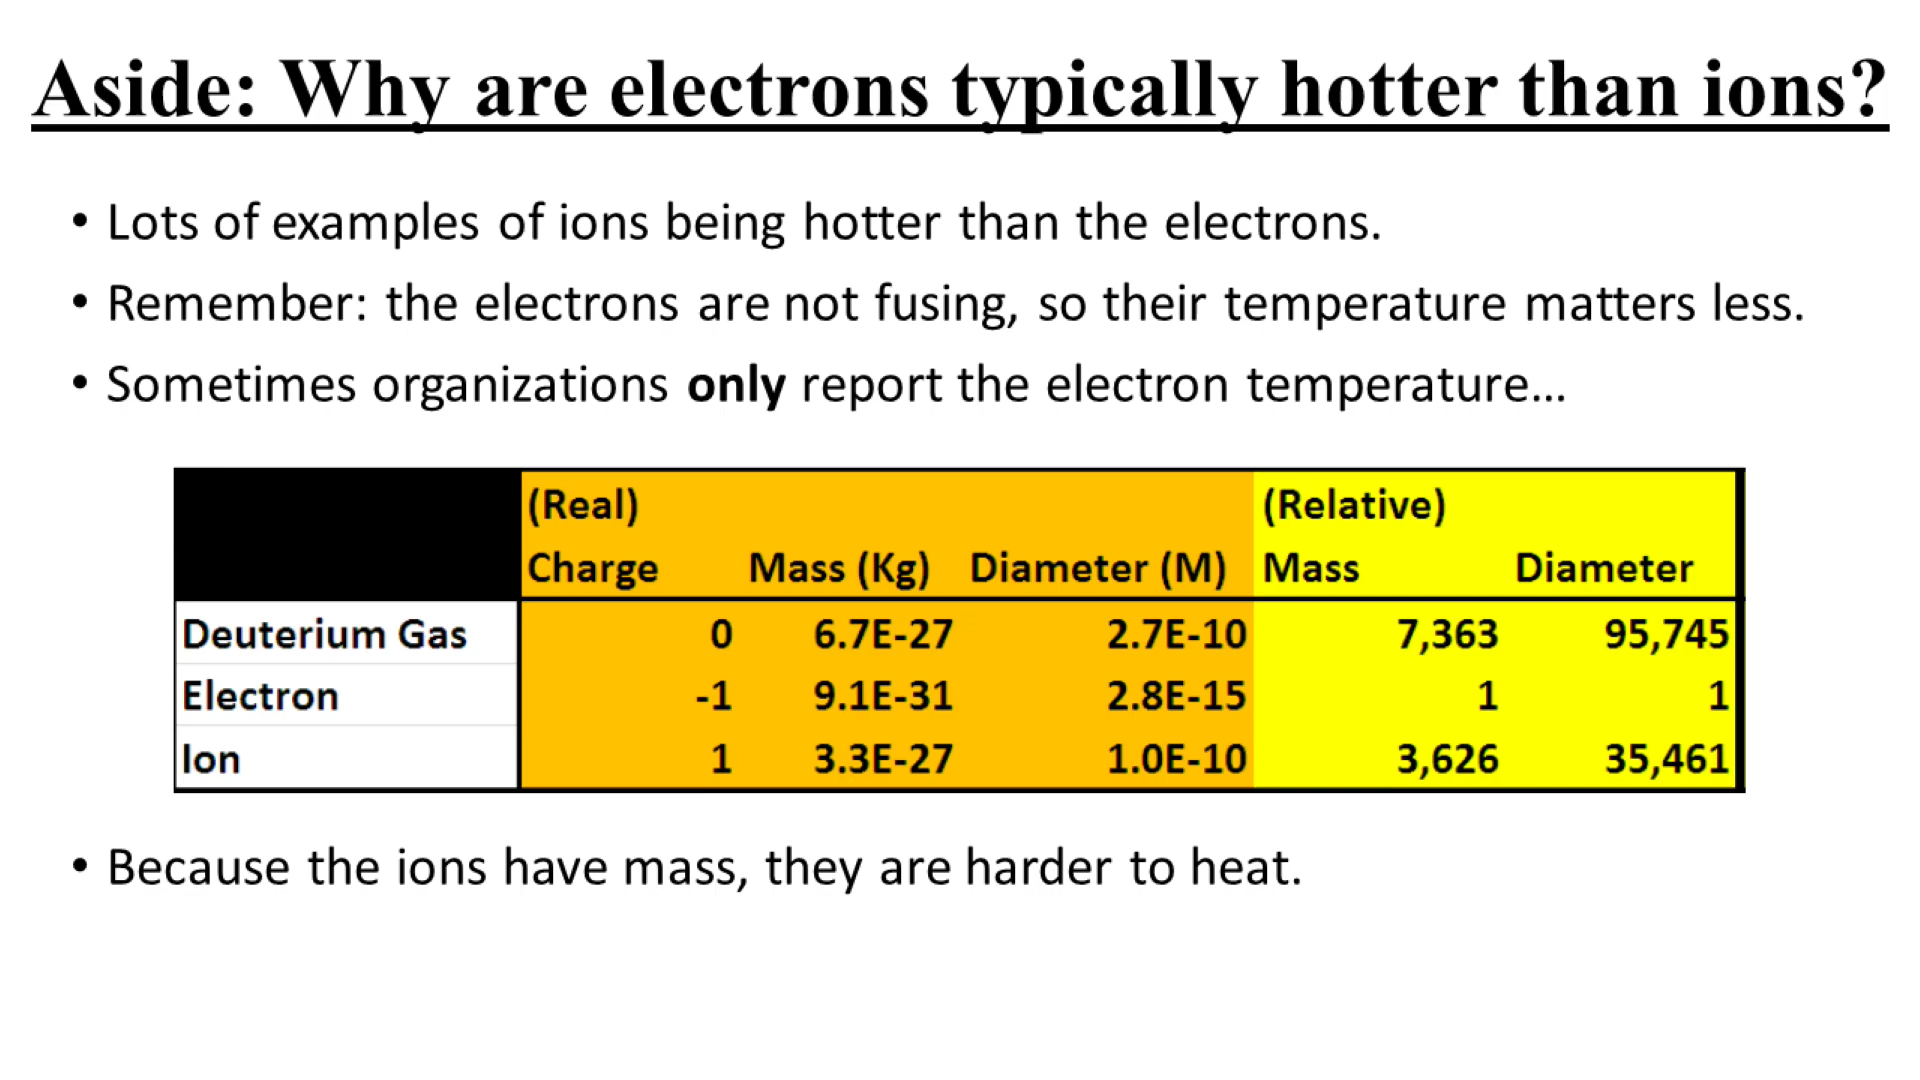 Aside: Why are electrons typically hotter than ions?
• Lots of examples of ions being hotter than the electrons.
• Remember: the electrons are not fusing, so their temperature matters less.
• Sometimes organizations only report the electron temperature...
(Real) (Relative)
Charge Mass (Kg) Diameter (M) Mass Diameter
Deuterium Gas 0 6.7E-27 2.7E-10 7,363 95,745
Electron -1 9.1E-31 2.8E-15 1 1
Ion 1 3.3E-27 1.0E-10 3,626 35,461
• Because the ions have mass, they are harder to heat.